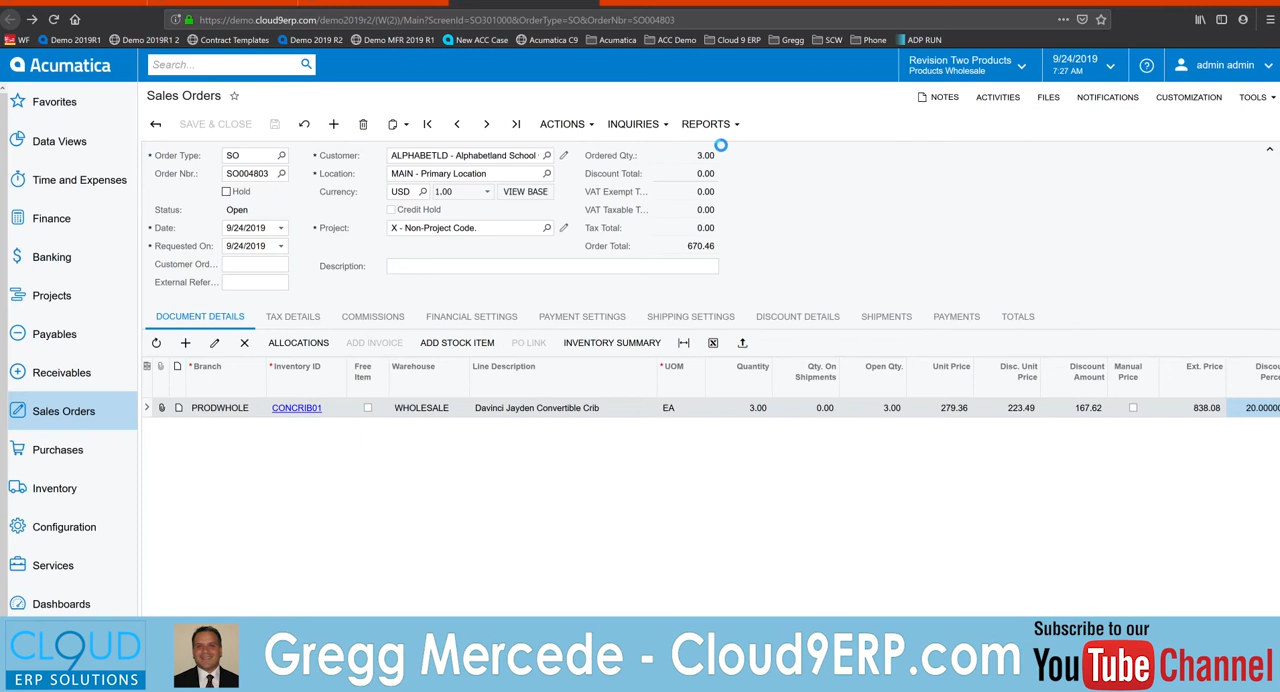 https://demo.cloud9erp.com/demo2019r2/(W(2))/Main?ScreenId=SO301000&OrderType=SO&OrderNbr=SO004803
WF Demo 2019R1 Demo 2019R1 2 Contract Templates Demo 2019 R2 Demo MFR 2019 R1 New ACC Case Acumatica C9 Acumatica ACC Demo Cloud 9 ERP Gregg SCW Phone ADP RUN
Acumatica Search... Revision Two Products Products Wholesale 9/24/2019 7:27 AM ? admin admin
Favorites
Data Views
Time and Expenses
Finance
Banking
Projects
Payables
Receivables
Sales Orders
Purchases
Inventory
Configuration
Services
Dashboards
Sales Orders NOTES ACTIVITIES FILES NOTIFICATIONS CUSTOMIZATION TOOLS
SAVE & CLOSE ACTIONS INQUIRIES REPORTS
Order Type: SO Customer: ALPHABETLD - Alphabetland School Ordered Qty.: 3.00
Order Nbr.: SO004803 Location: MAIN - Primary Location Discount Total: 0.00
Hold Currency: USD 1.00 VIEW BASE VAT Exempt T... 0.00
Status: Open Credit Hold VAT Taxable T... 0.00
Date: 9/24/2019 Project: X - Non-Project Code. Tax Total: 0.00
Requested On: 9/24/2019 Order Total: 670.46
Customer Ord... Description:
External Refer...
DOCUMENT DETAILS TAX DETAILS COMMISSIONS FINANCIAL SETTINGS PAYMENT SETTINGS SHIPPING SETTINGS DISCOUNT DETAILS SHIPMENTS PAYMENTS TOTALS
ALLOCATIONS ADD INVOICE ADD STOCK ITEM PO LINK INVENTORY SUMMARY
Branch Inventory ID Free Item Warehouse Line Description UOM Quantity Qty. On Shipments Open Qty. Unit Price Disc. Unit Price Discount Amount Manual Price Ext. Price Discou Perce
PRODWHOLE CONCRIB01 WHOLESALE Davinci Jayden Convertible Crib EA 3.00 0.00 3.00 279.36 223.49 167.62 838.08 20.00000
CLOUD 9
ERP SOLUTIONS
Gregg Mercede - Cloud9ERP.com
Subscribe to our
YouTube Channel